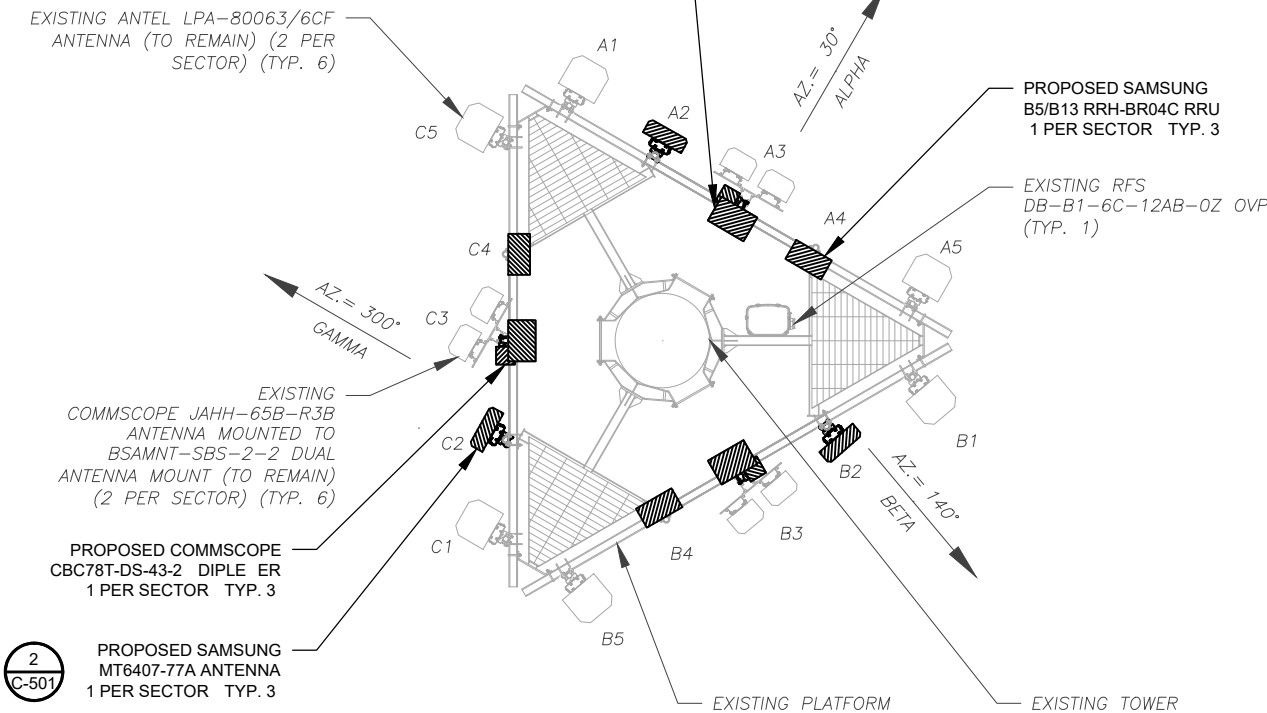 EXISTING ANTEL LPA-80063/6CF
ANTENNA (TO REMAIN) (2 PER
SECTOR) (TYP. 6)
A1
A2
A3
A4
A5
AZ.= 30°
ALPHA
PROPOSED SAMSUNG
B5/B13 RRH-BR04C RRU
1 PER SECTOR TYP. 3
EXISTING RFS
DB-B1-6C-12AB-0Z OVP
(TYP. 1)
C5
C4
C3
C2
C1
AZ.= 300°
GAMMA
EXISTING
COMMSCOPE JAHH-65B-R3B
ANTENNA MOUNTED TO
BSAMNT-SBS-2-2 DUAL
ANTENNA MOUNT (TO REMAIN)
(2 PER SECTOR) (TYP. 6)
B1
B2
B3
B4
B5
AZ.= 140°
BETA
PROPOSED COMMSCOPE
CBC78T-DS-43-2 DIPLE ER
1 PER SECTOR TYP. 3
2
C-501
PROPOSED SAMSUNG
MT6407-77A ANTENNA
1 PER SECTOR TYP. 3
EXISTING PLATFORM
EXISTING TOWER